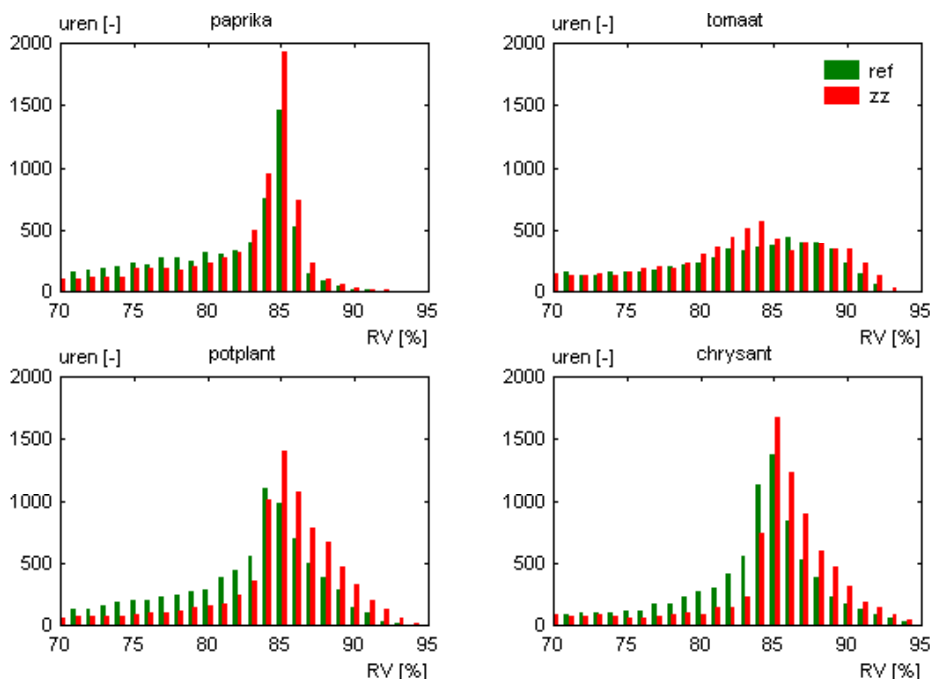 uren [-] paprika
2000
1500
1000
500
0
70 75 80 85 90 95
RV [%]
uren [-] tomaat
2000
1500
1000
500
0
70 75 80 85 90 95
RV [%]
ref
zz
uren [-] potplant
2000
1500
1000
500
0
70 75 80 85 90 95
RV [%]
uren [-] chrysant
2000
1500
1000
500
0
70 75 80 85 90 95
RV [%]